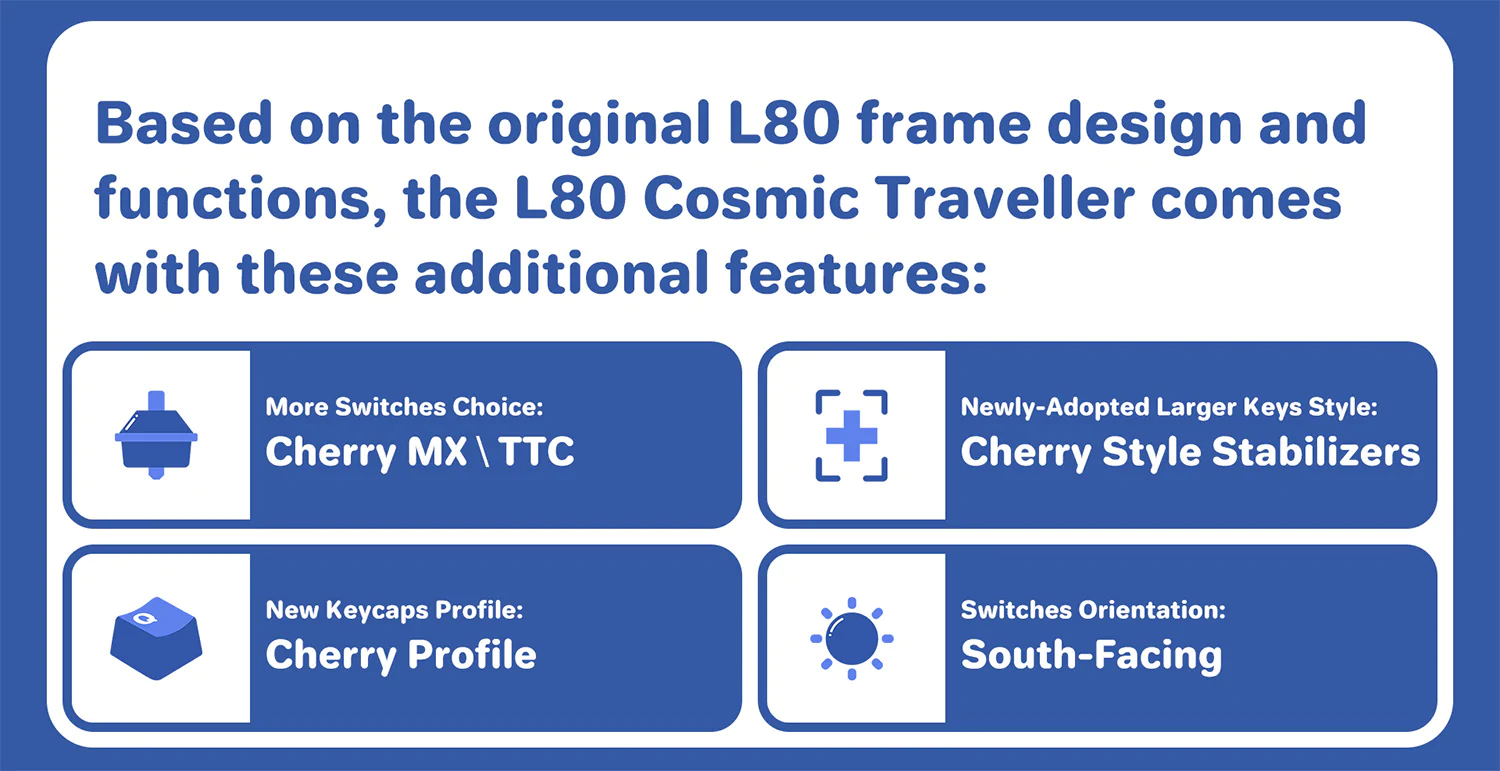 Based on the original L80 frame design and
functions, the L80 Cosmic Traveller comes
with these additional features:
More Switches Choice:
Cherry MX \ TTC
Newly-Adopted Larger Keys Style:
Cherry Style Stabilizers
Q
New Keycaps Profile:
Cherry Profile
Switches Orientation:
South-Facing